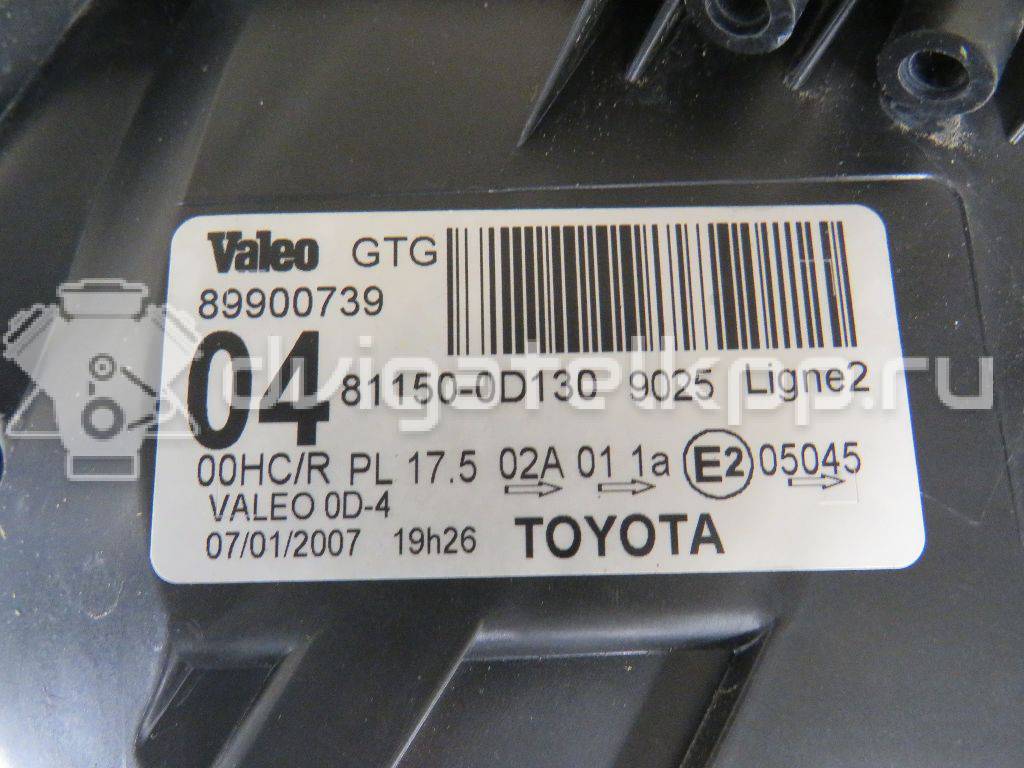 Valeo GTG
89900739
04 81150-0D130 9025 Ligne2
00HC/R PL 17.5 02A 01 1a E2 05045
VALEO 0D-4
07/01/2007 19h26 TOYOTA
dvigatelkpp.ru